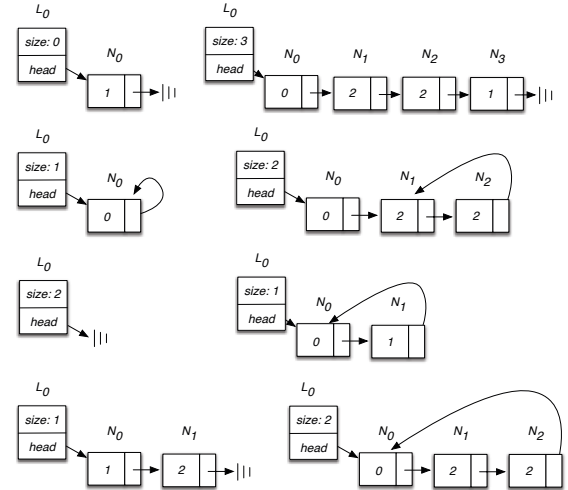 L0
size: 0
head
N0
1
L0
size: 3
head
N0 N1 N2 N3
0 2 2 1
L0
size: 1
head
N0
0
L0
size: 2
head
N0 N1 N2
0 2 2
L0
size: 2
head
L0
size: 1
head
N0 N1
0 1
L0
size: 1
head
N0 N1
1 2
L0
size: 2
head
N0 N1 N2
0 2 2